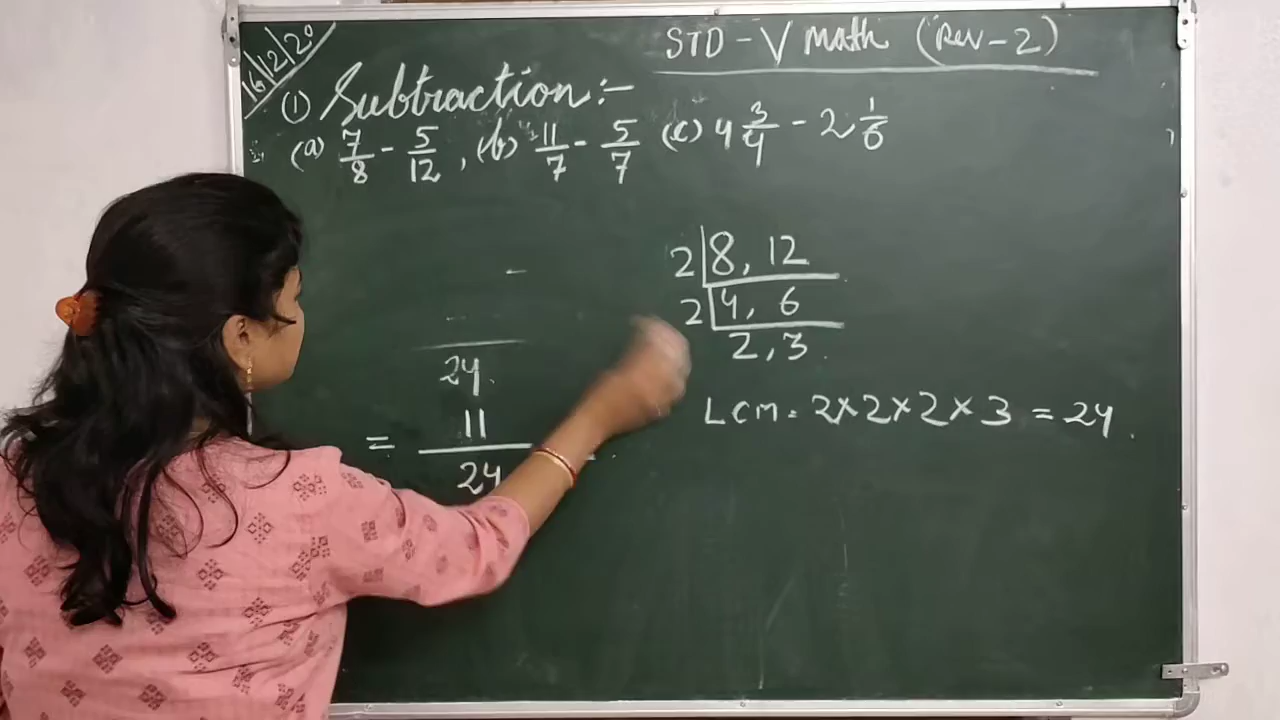 16/12/20
STD - V math (Rev - 2)
(1) Subtraction :-
(a) 7/8 - 5/12, (b) 11/7 - 5/7 (c) 4 3/4 - 2 1/6
2 | 8, 12
2 | 4, 6
2, 3.
LCM = 2×2×2×3 = 24.
-
24.
= 11/24